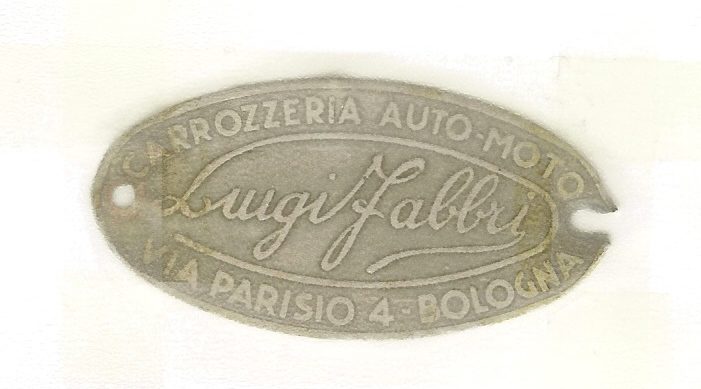 CARROZZERIA AUTO-MOTO
Luigi Fabbri
VIA PARISIO 4-BOLOGNA